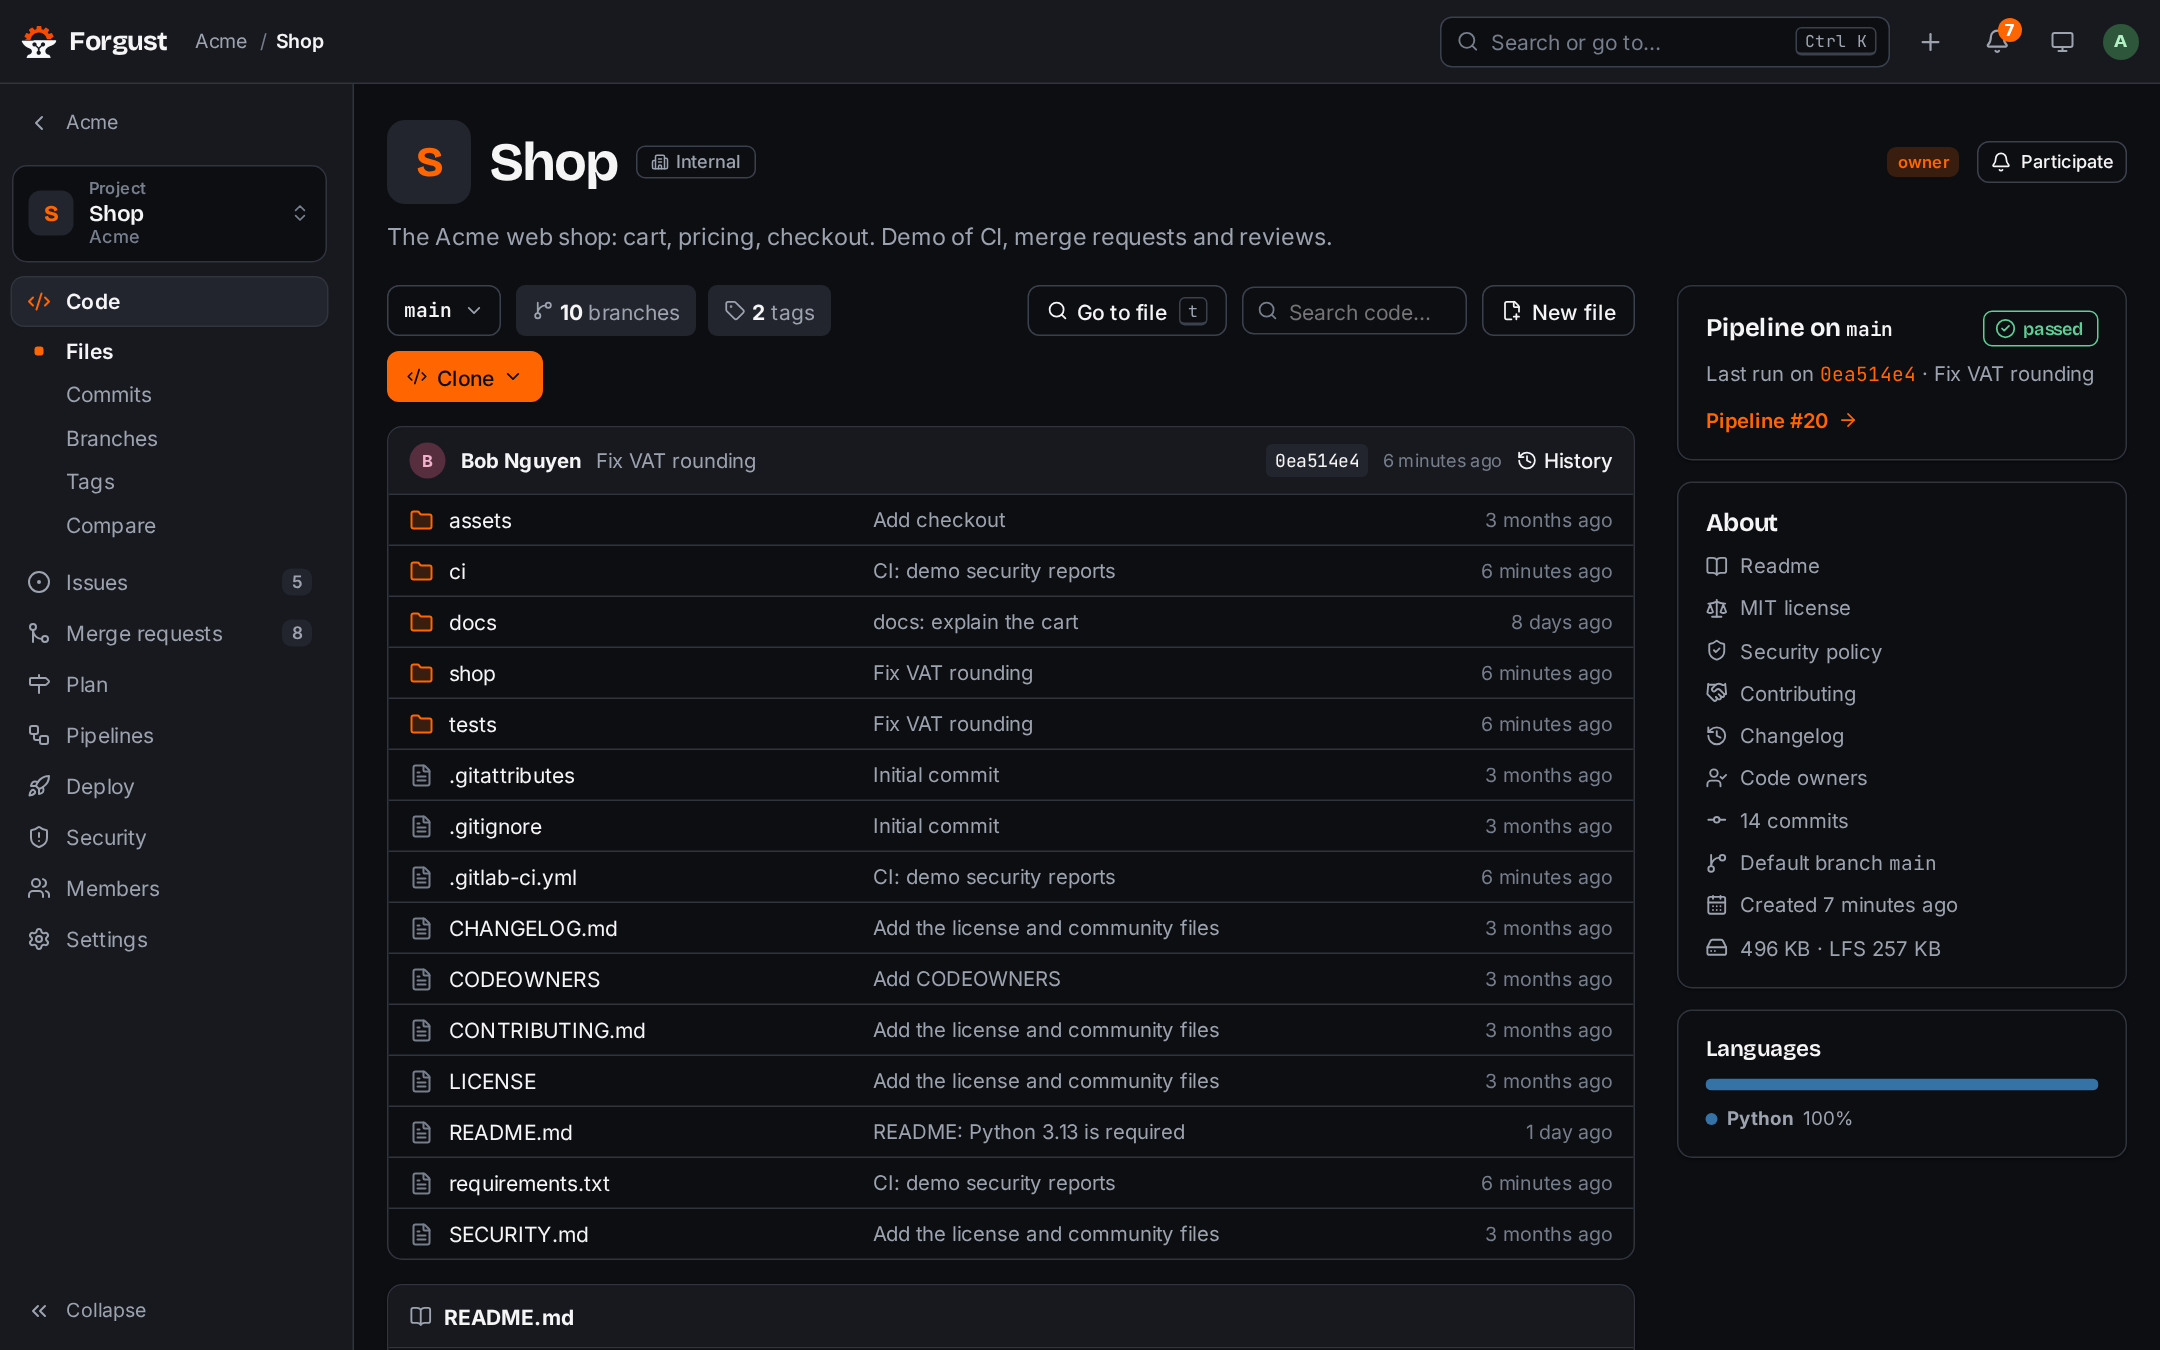 Forgust Acme / Shop
Search or go to... Ctrl K
7
A
Acme
S
Project
Shop
Acme
Code
Files
Commits
Branches
Tags
Compare
Issues 5
Merge requests 8
Plan
Pipelines
Deploy
Security
Members
Settings
Collapse
S Shop Internal
owner Participate
The Acme web shop: cart, pricing, checkout. Demo of CI, merge requests and reviews.
main 10 branches 2 tags Go to file t Search code... New file
Clone
B Bob Nguyen Fix VAT rounding 0ea514e4 6 minutes ago History
assets Add checkout 3 months ago
ci CI: demo security reports 6 minutes ago
docs docs: explain the cart 8 days ago
shop Fix VAT rounding 6 minutes ago
tests Fix VAT rounding 6 minutes ago
.gitattributes Initial commit 3 months ago
.gitignore Initial commit 3 months ago
.gitlab-ci.yml CI: demo security reports 6 minutes ago
CHANGELOG.md Add the license and community files 3 months ago
CODEOWNERS Add CODEOWNERS 3 months ago
CONTRIBUTING.md Add the license and community files 3 months ago
LICENSE Add the license and community files 3 months ago
README.md README: Python 3.13 is required 1 day ago
requirements.txt CI: demo security reports 6 minutes ago
SECURITY.md Add the license and community files 3 months ago
README.md
Pipeline on main passed
Last run on 0ea514e4 · Fix VAT rounding
Pipeline #20
About
Readme
MIT license
Security policy
Contributing
Changelog
Code owners
14 commits
Default branch main
Created 7 minutes ago
496 KB · LFS 257 KB
Languages
Python 100%